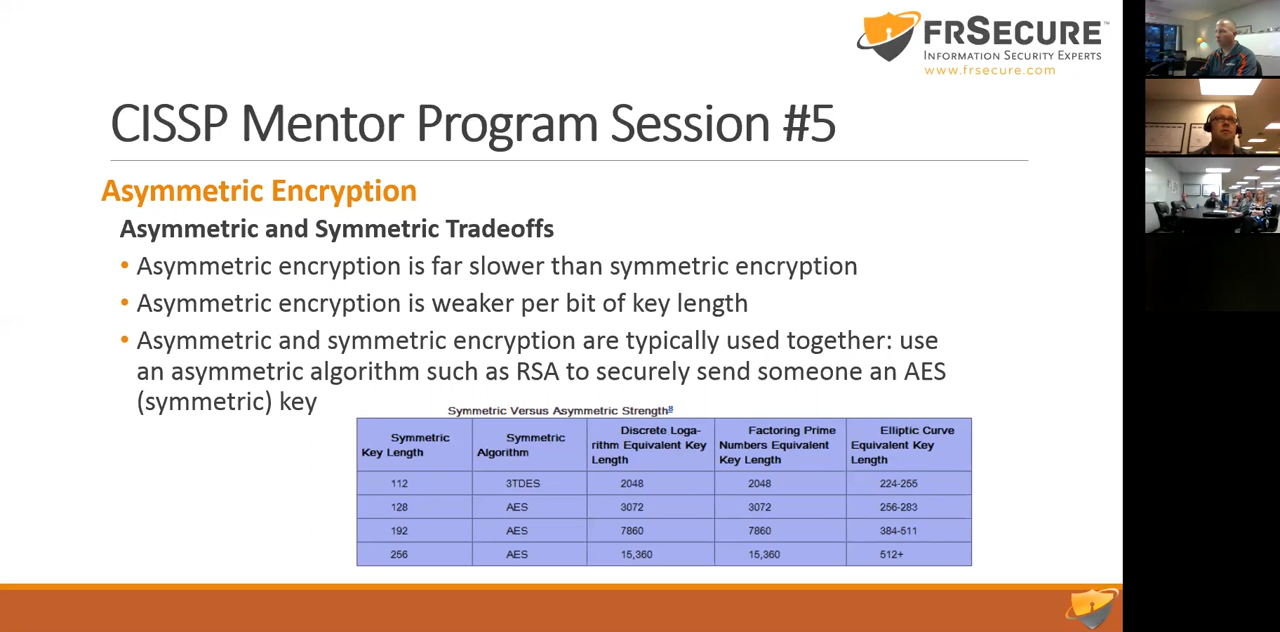 FRSECURE™
INFORMATION SECURITY EXPERTS
www.frsecure.com
CISSP Mentor Program Session #5
Asymmetric Encryption
Asymmetric and Symmetric Tradeoffs
• Asymmetric encryption is far slower than symmetric encryption
• Asymmetric encryption is weaker per bit of key length
• Asymmetric and symmetric encryption are typically used together: use
an asymmetric algorithm such as RSA to securely send someone an AES
(symmetric) key
Symmetric Versus Asymmetric Strength
Symmetric Key Length | Symmetric Algorithm | Discrete Loga-rithm Equivalent Key Length | Factoring Prime Numbers Equivalent Key Length | Elliptic Curve Equivalent Key Length
112 | 3TDES | 2048 | 2048 | 224-255
128 | AES | 3072 | 3072 | 256-283
192 | AES | 7860 | 7860 | 384-511
256 | AES | 15,360 | 15,360 | 512+